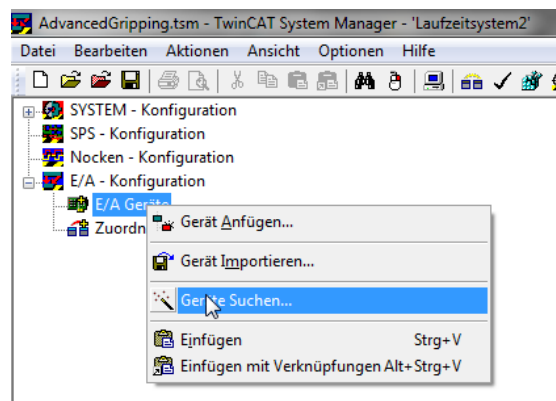 AdvancedGripping.tsm - TwinCAT System Manager - 'Laufzeitsystem2'
Datei Bearbeiten Aktionen Ansicht Optionen Hilfe
SYSTEM - Konfiguration
SPS - Konfiguration
Nocken - Konfiguration
E/A - Konfiguration
E/A Geräte
Zuordn
Gerät Anfügen...
Gerät Importieren...
Geräte Suchen...
Einfügen Strg+V
Einfügen mit Verknüpfungen Alt+Strg+V